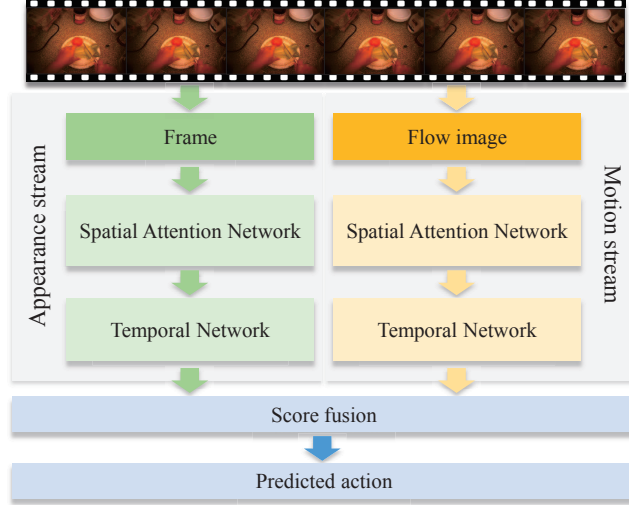 Frame
Flow image
Appearance stream
Motion stream
Spatial Attention Network
Spatial Attention Network
Temporal Network
Temporal Network
Score fusion
Predicted action